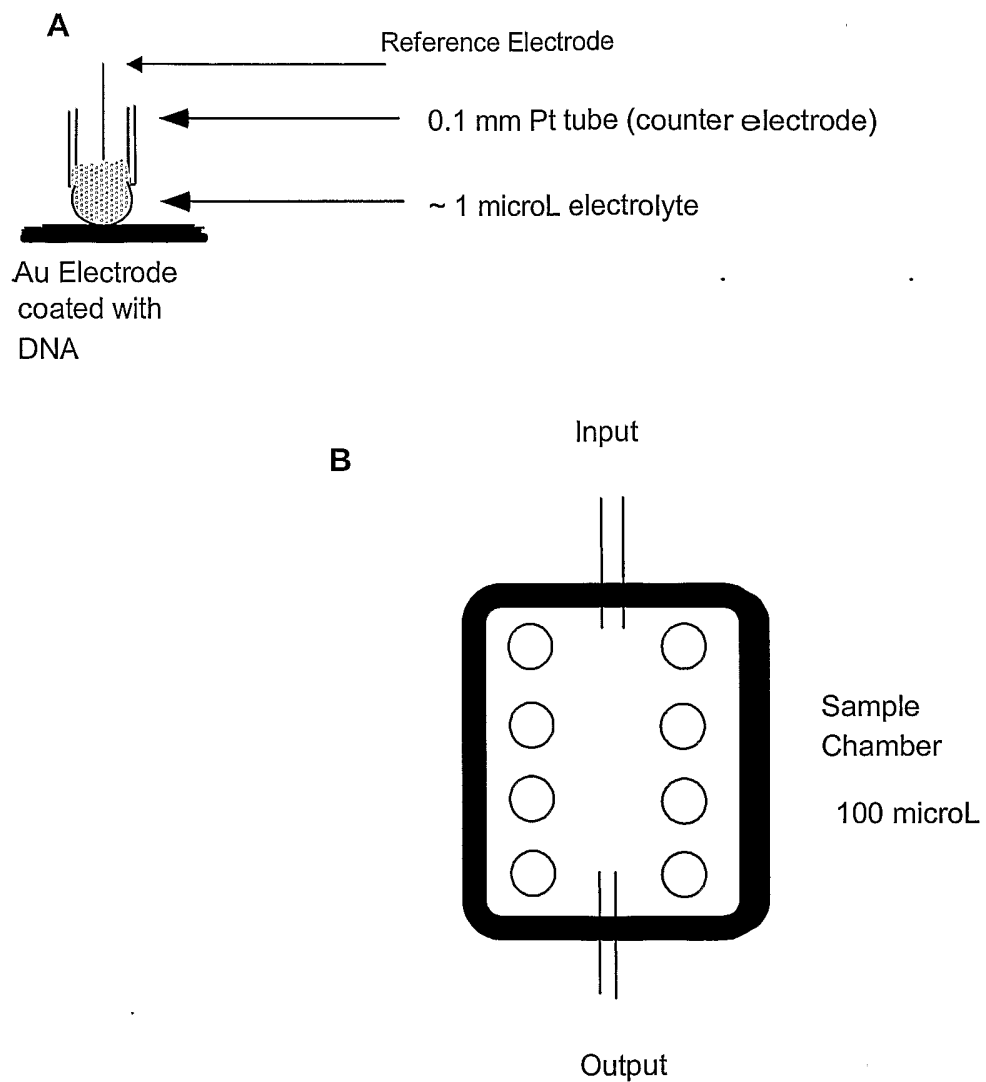 A
Reference Electrode
0.1 mm Pt tube (counter electrode)
~ 1 microL electrolyte
Au Electrode
coated with
DNA
Input
B
Sample
Chamber
100 microL
Output